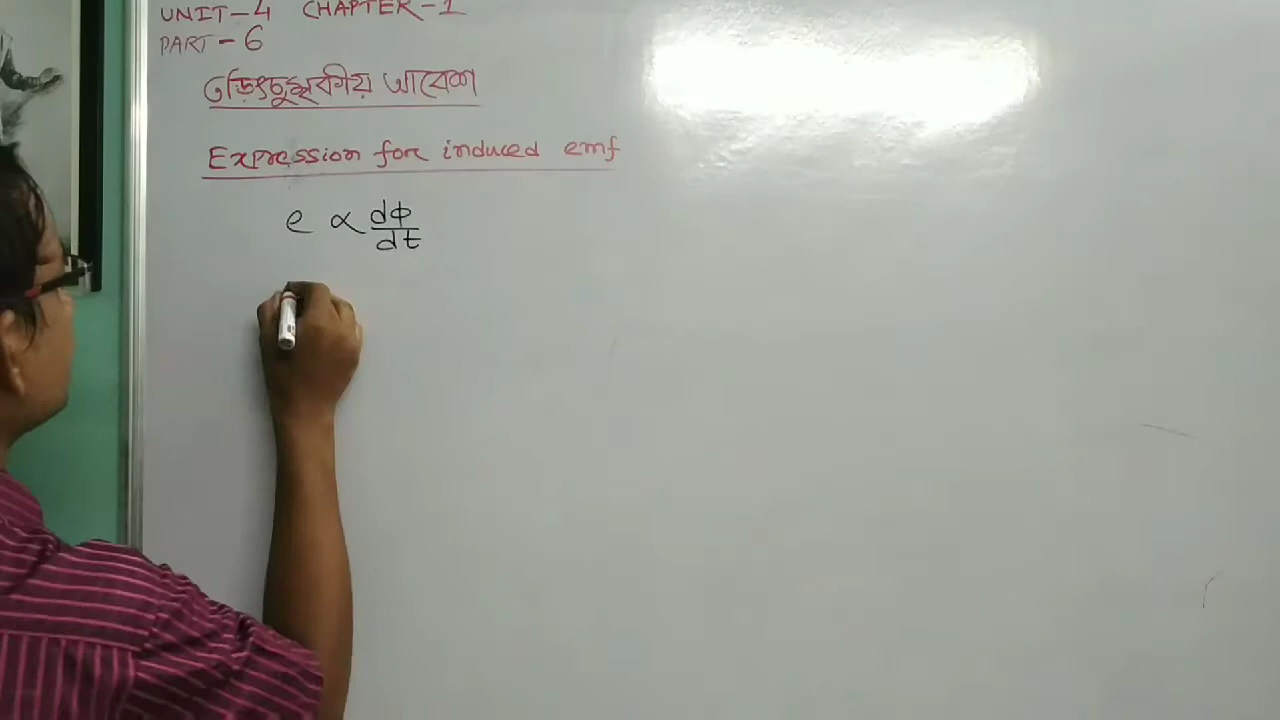 UNIT-4 CHAPTER-1
PART-6
তড়িৎচুম্বকীয় আবেশ
Expression for induced emf
e ∝ dφ/dt